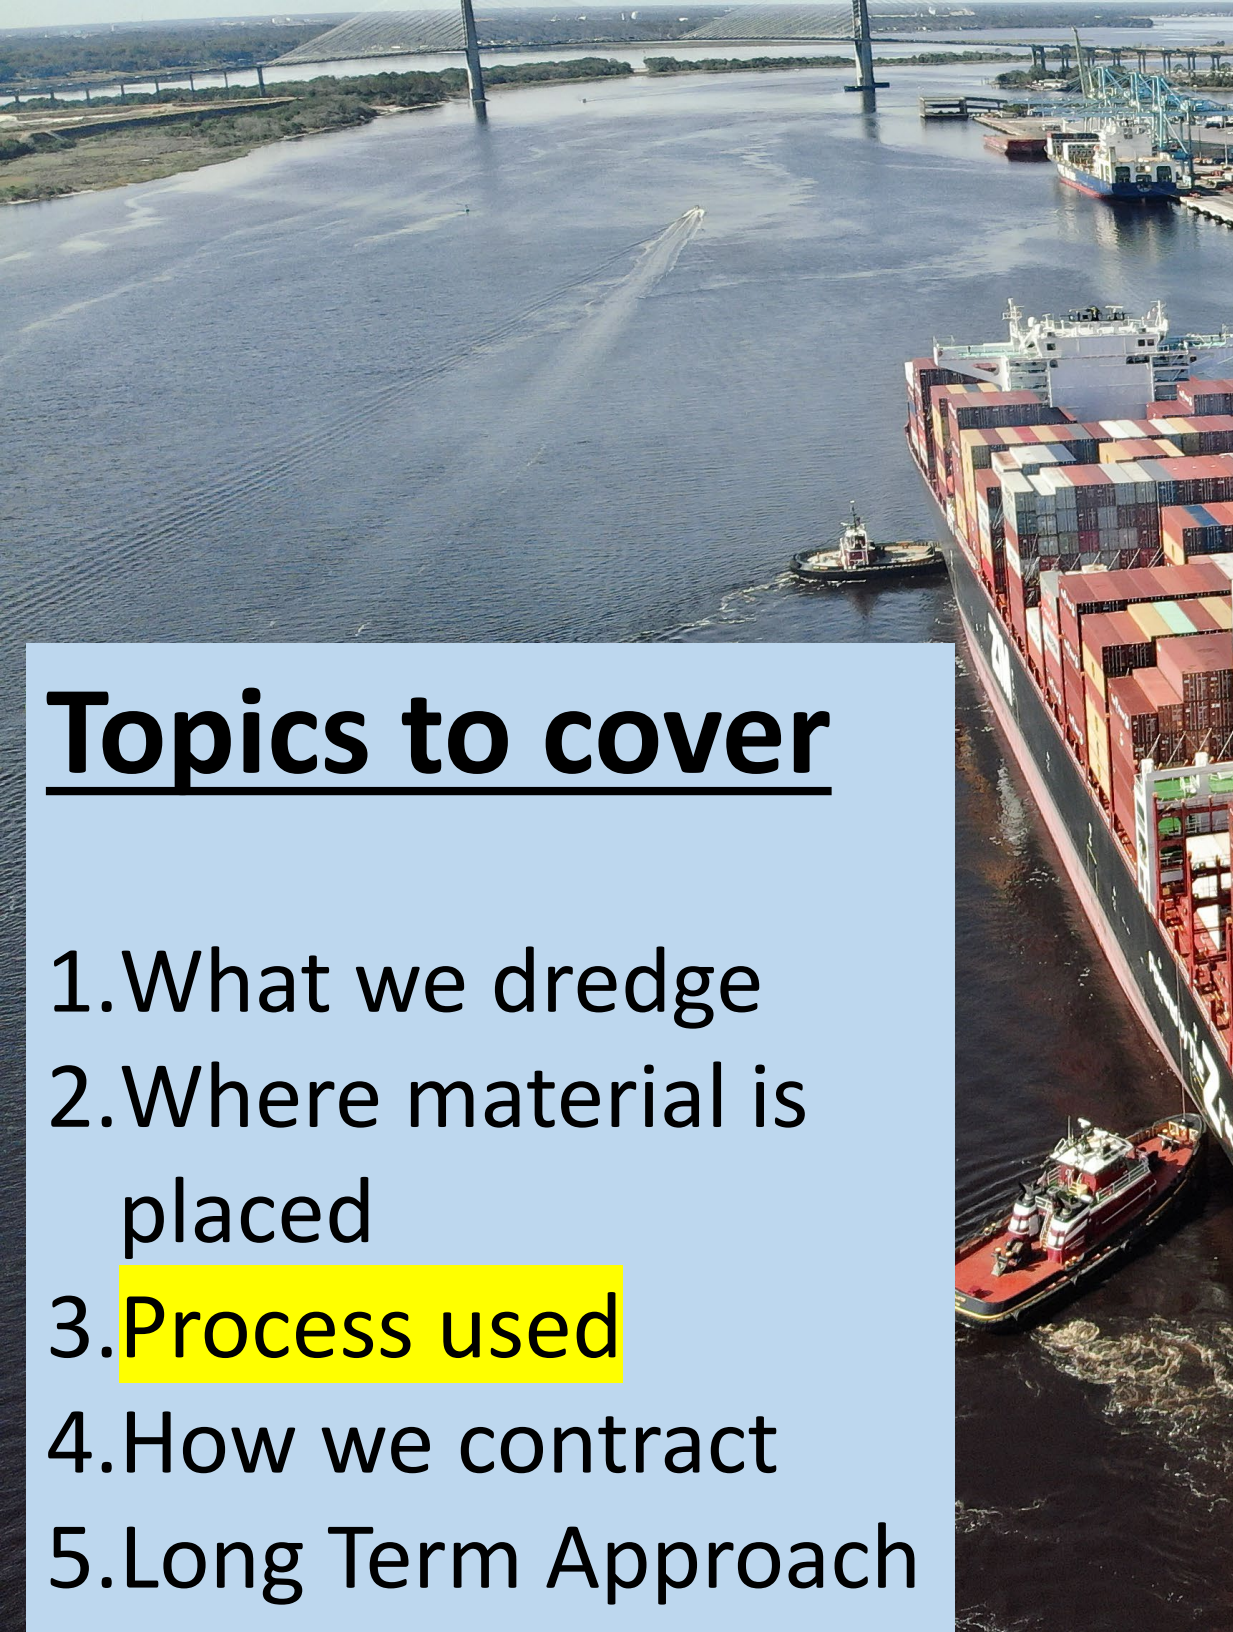 Topics to cover
1.What we dredge
2.Where material is
placed
3.Process used
4.How we contract
5.Long Term Approach